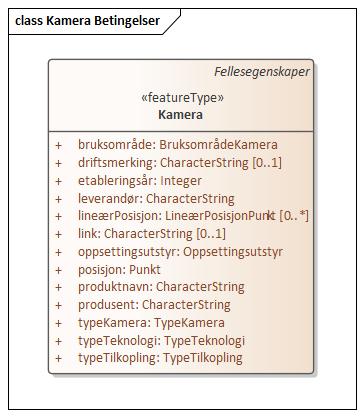 class Kamera Betingelser
Fellesegenskaper
«featureType»
Kamera
+ bruksområde: BruksområdeKamera
+ driftsmerking: CharacterString [0..1]
+ etableringsår: Integer
+ leverandør: CharacterString
+ lineærPosisjon: LineærPosisjonPunkt [0..*]
+ link: CharacterString [0..1]
+ oppsettingsutstyr: Oppsettingsutstyr
+ posisjon: Punkt
+ produktnavn: CharacterString
+ produsent: CharacterString
+ typeKamera: TypeKamera
+ typeTeknologi: TypeTeknologi
+ typeTilkopling: TypeTilkopling